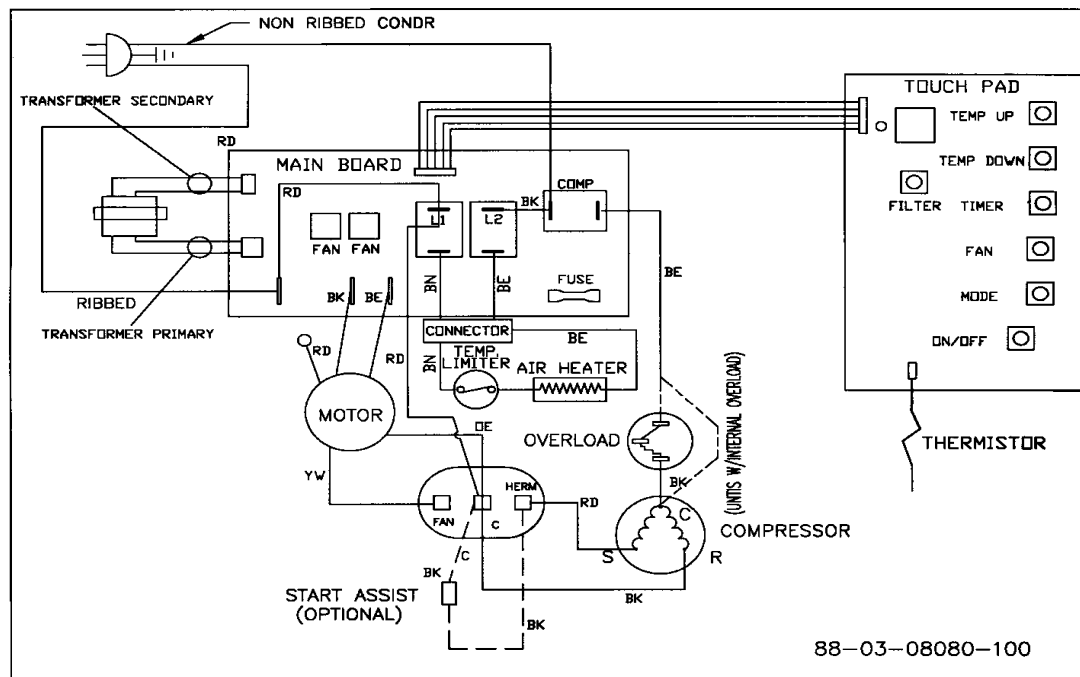 NON RIBBED CONDR
TRANSFORMER SECONDARY
RD
MAIN BOARD
RD
FAN
FAN
L1
L2
BK
COMP
BE
BN
BE
FUSE
RIBBED
BK
BE
TRANSFORMER PRIMARY
RD
RD
CONNECTOR
BE
BN
TEMP.
LIMITER
AIR HEATER
MOTOR
OE
YW
OVERLOAD
(UNTIS W/INTERNAL OVERLOAD)
BK
FAN
C
HERM
RD
C
S
R
COMPRESSOR
C
BK
START ASSIST
(OPTIONAL)
BK
BK
TOUCH PAD
TEMP UP
TEMP DOWN
FILTER
TIMER
FAN
MODE
ON/OFF
THERMISTOR
88-03-08080-100